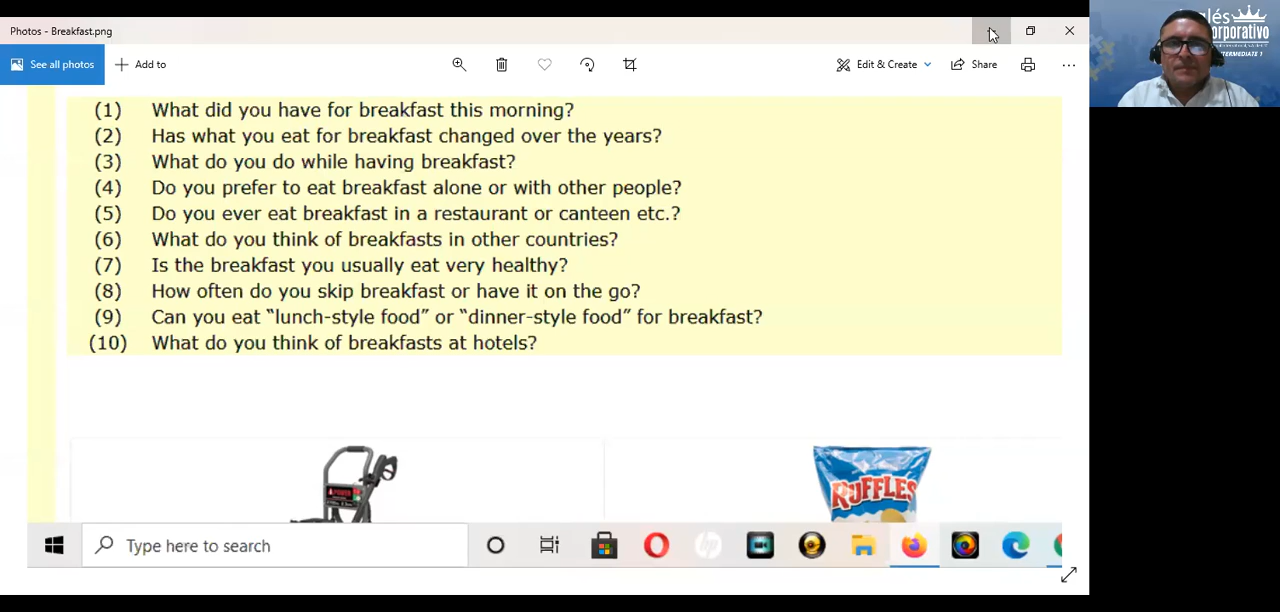 Photos - Breakfast.png
See all photos
Add to
Edit & Create
Share
(1) What did you have for breakfast this morning?
(2) Has what you eat for breakfast changed over the years?
(3) What do you do while having breakfast?
(4) Do you prefer to eat breakfast alone or with other people?
(5) Do you ever eat breakfast in a restaurant or canteen etc.?
(6) What do you think of breakfasts in other countries?
(7) Is the breakfast you usually eat very healthy?
(8) How often do you skip breakfast or have it on the go?
(9) Can you eat “lunch-style food” or “dinner-style food” for breakfast?
(10) What do you think of breakfasts at hotels?
RUFFLES
Type here to search
hp
glés
orporativo